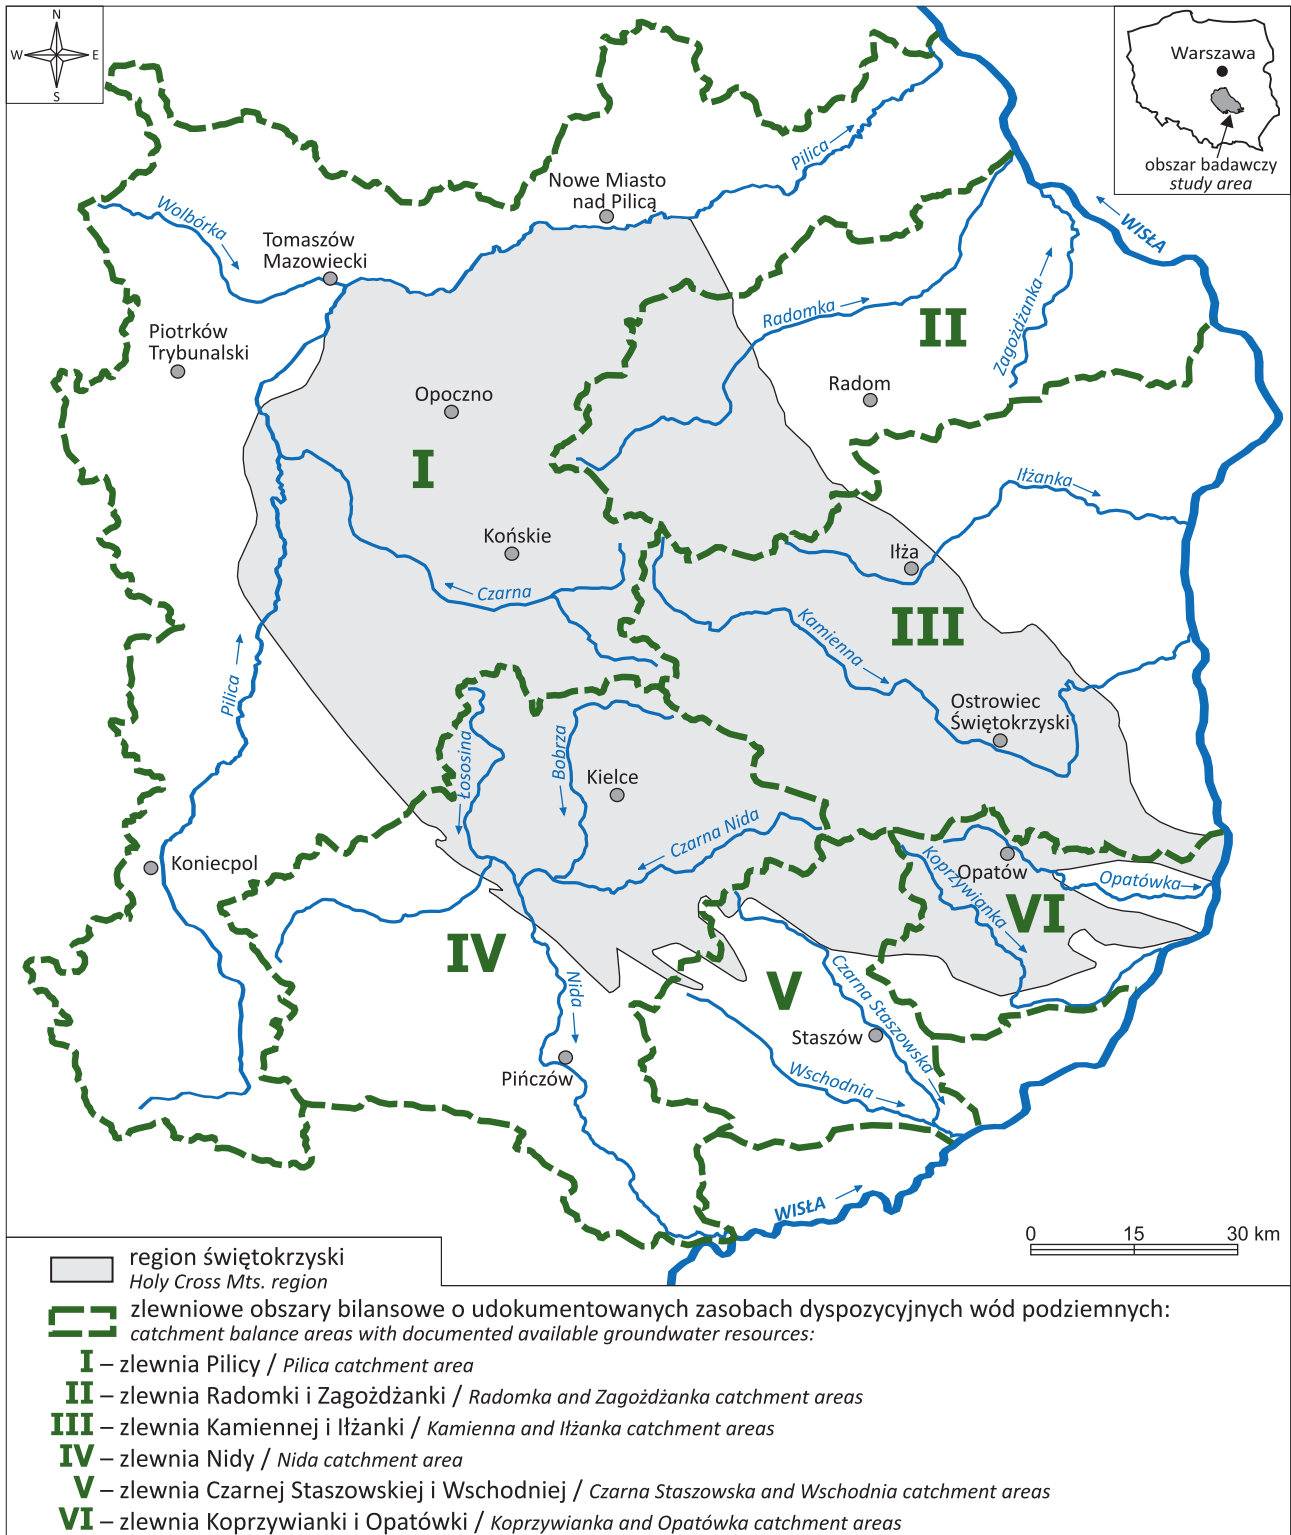 N
W E
S
Warszawa
obszar badawczy
study area
Pilica
Nowe Miasto
nad Pilicą
Wolbórka
WISŁA
Tomaszów
Mazowiecki
Radomka
II
Zagożdżanka
Piotrków
Trybunalski
Opoczno
Radom
I
Iłżanka
Końskie
Iłża
Czarna
III
Kamienna
Pilica
Ostrowiec
Świętokrzyski
Łososina
Bobrza
Kielce
Czarna Nida
Koniecpol
Koprzywianka
Opatów
Opatówka
VI
IV
Nida
V
Czarna Staszowska
Staszów
Wschodnia
Pińczów
WISŁA
0 15 30 km
region świętokrzyski
Holy Cross Mts. region
zlewniowe obszary bilansowe o udokumentowanych zasobach dyspozycyjnych wód podziemnych:
catchment balance areas with documented available groundwater resources:
I – zlewnia Pilicy / Pilica catchment area
II – zlewnia Radomki i Zagożdżanki / Radomka and Zagożdżanka catchment areas
III – zlewnia Kamiennej i Iłżanki / Kamienna and Iłżanka catchment areas
IV – zlewnia Nidy / Nida catchment area
V – zlewnia Czarnej Staszowskiej i Wschodniej / Czarna Staszowska and Wschodnia catchment areas
VI – zlewnia Koprzywianki i Opatówki / Koprzywianka and Opatówka catchment areas